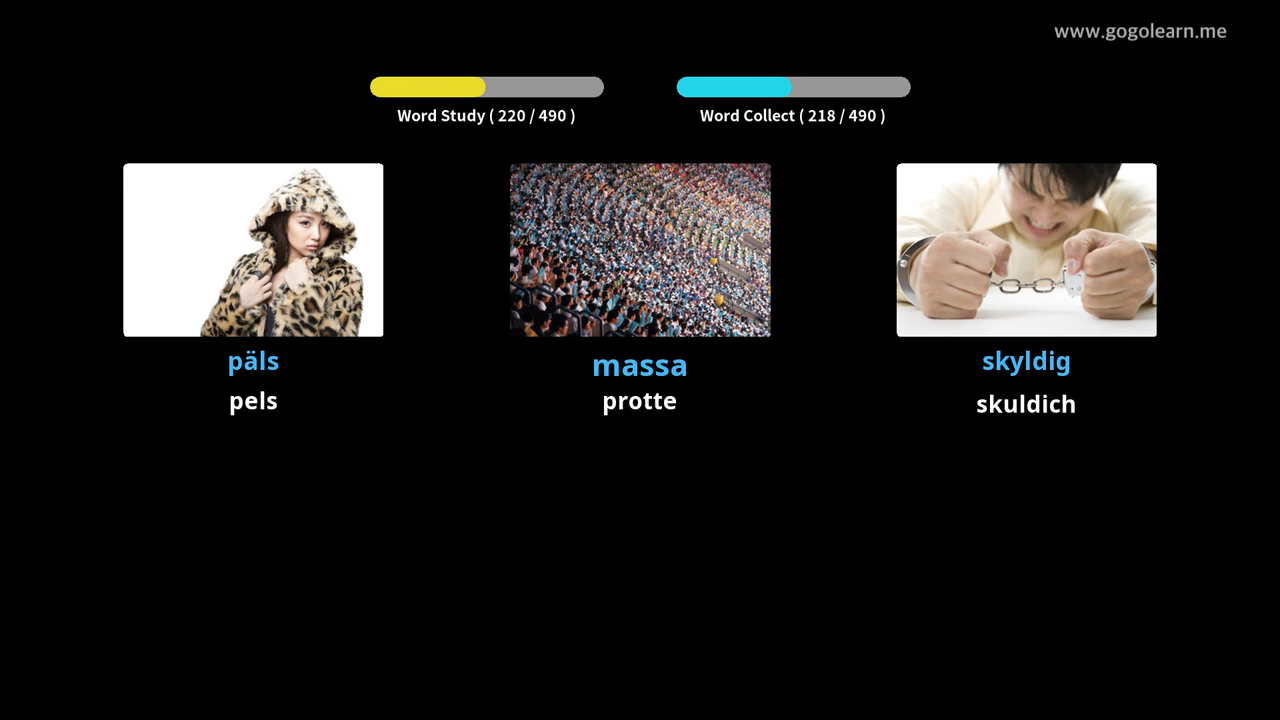 www.gogolearn.me
Word Study ( 220 / 490 )
Word Collect ( 218 / 490 )
päls
massa
skyldig
pels
protte
skuldich